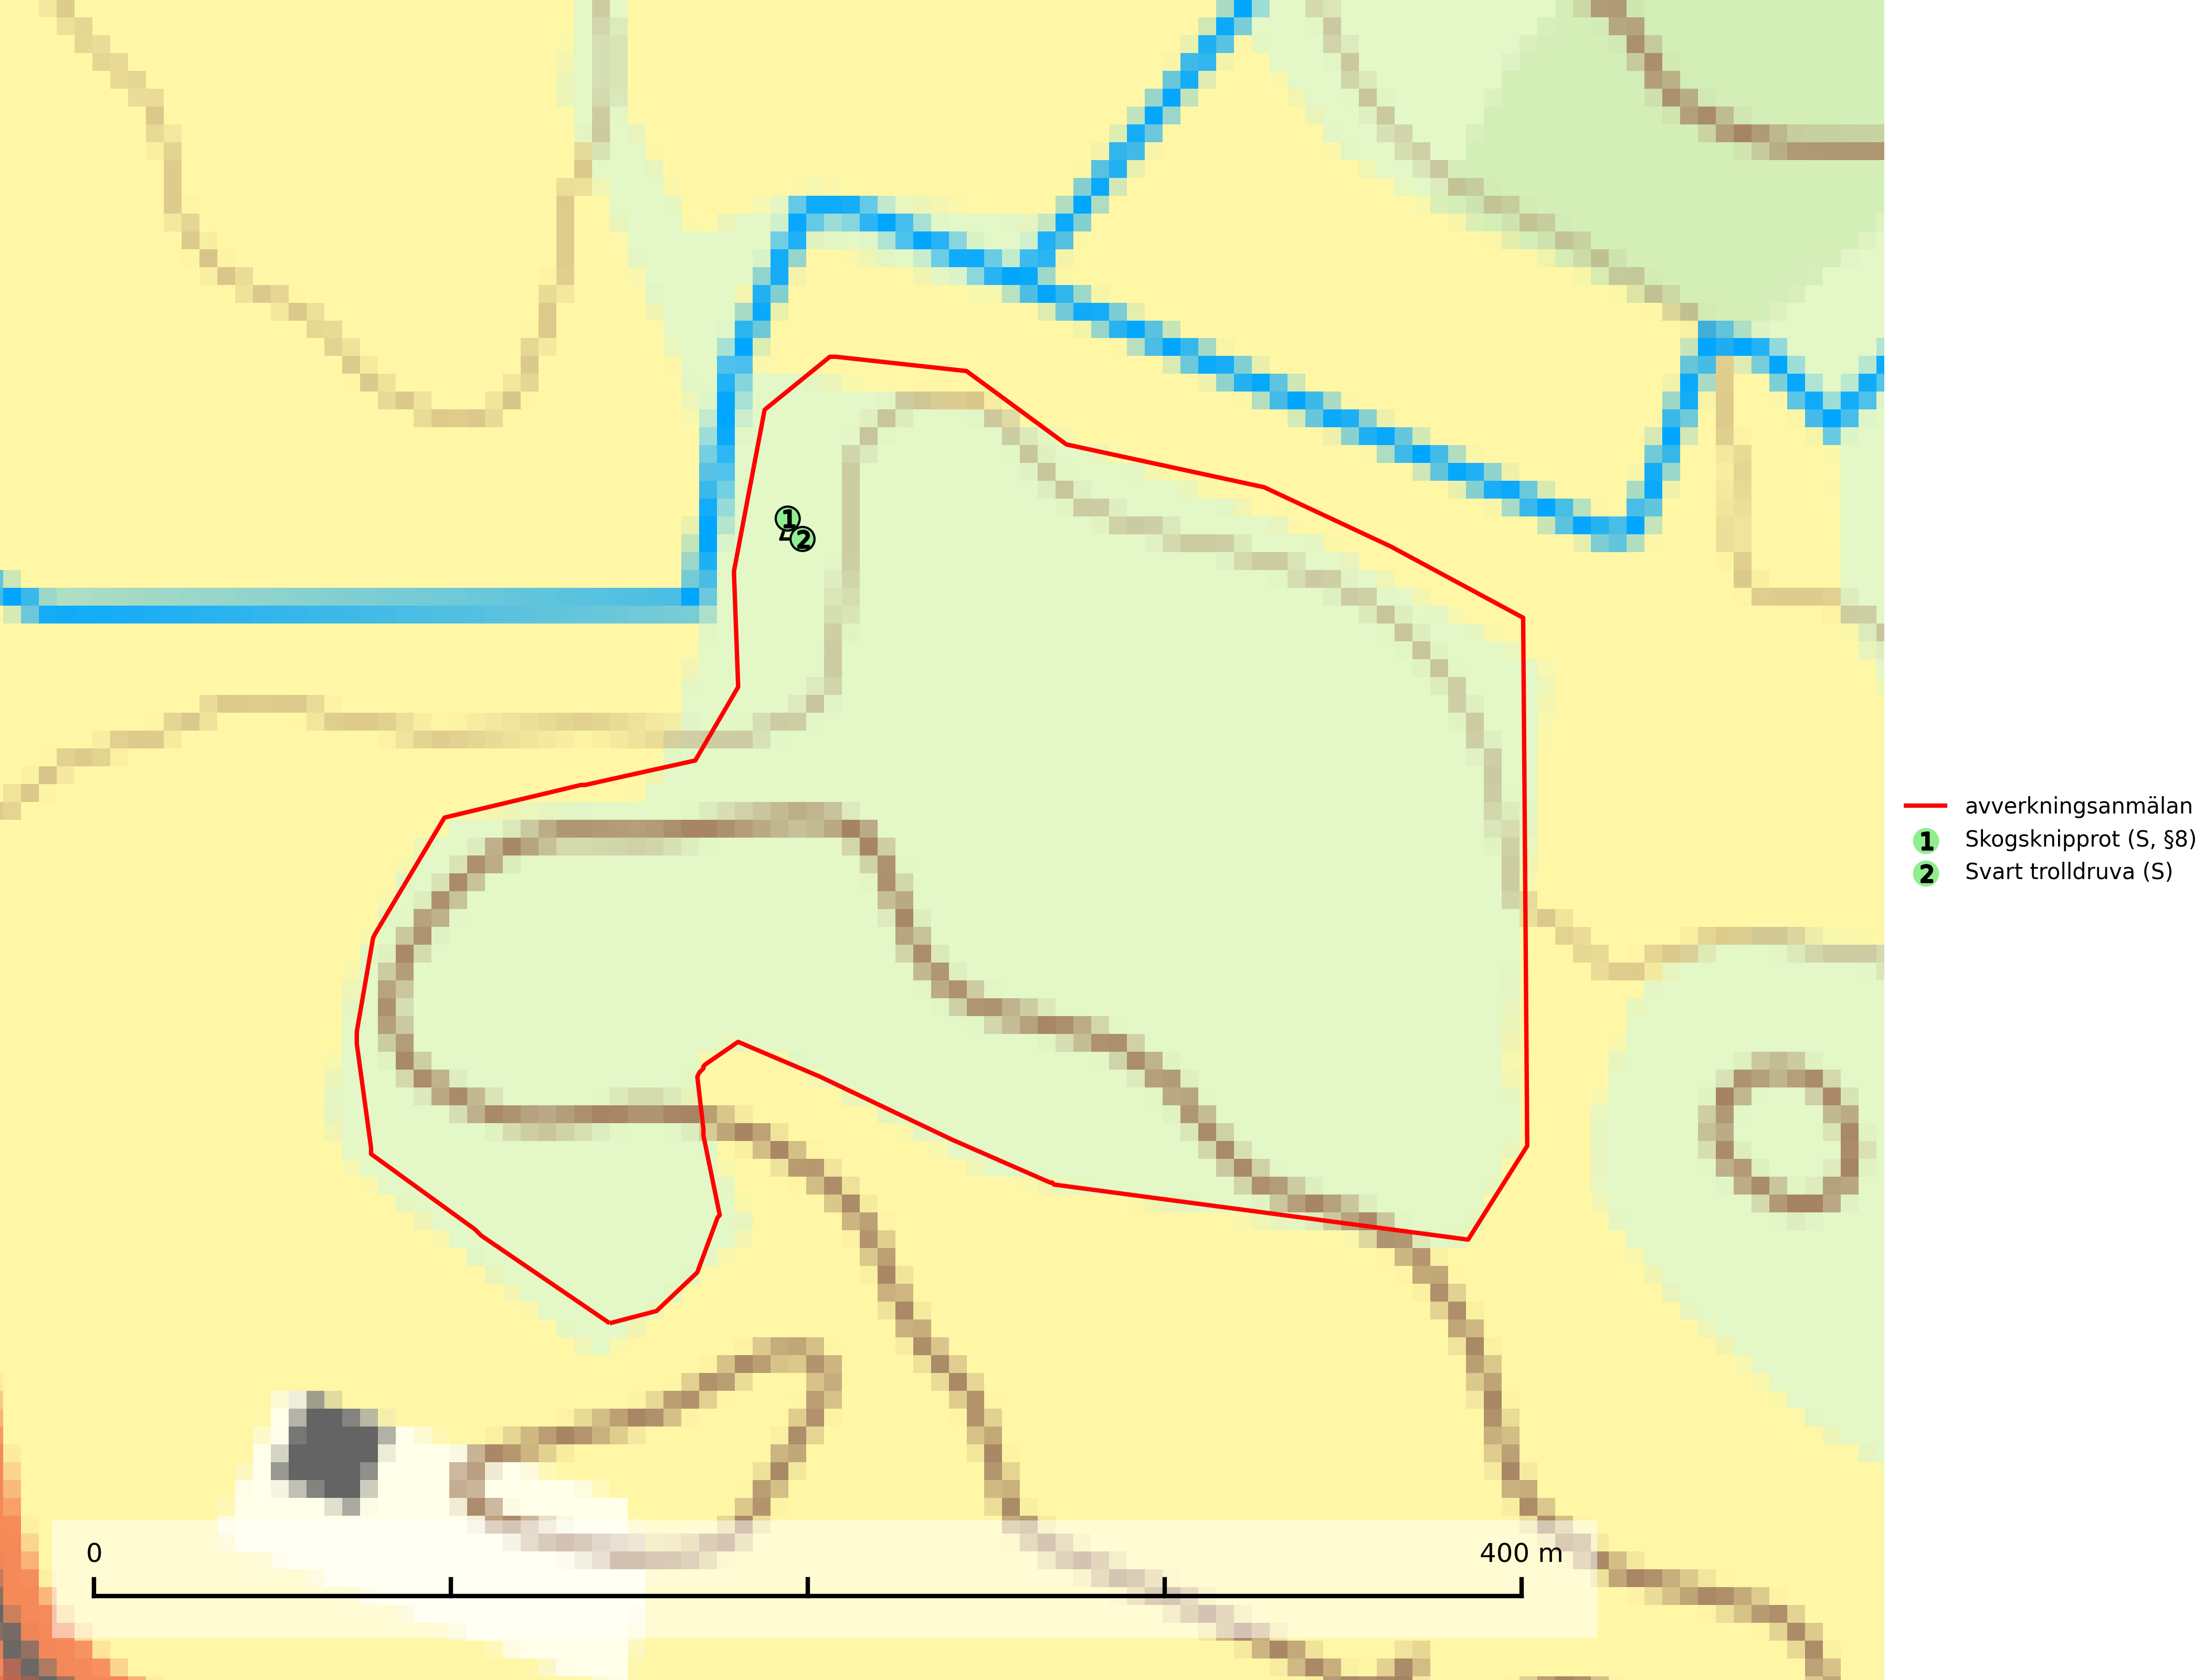 1
2
avverkningsanmälan
1 Skogsknipprot (S, §8)
2 Svart trolldruva (S)
0 400 m